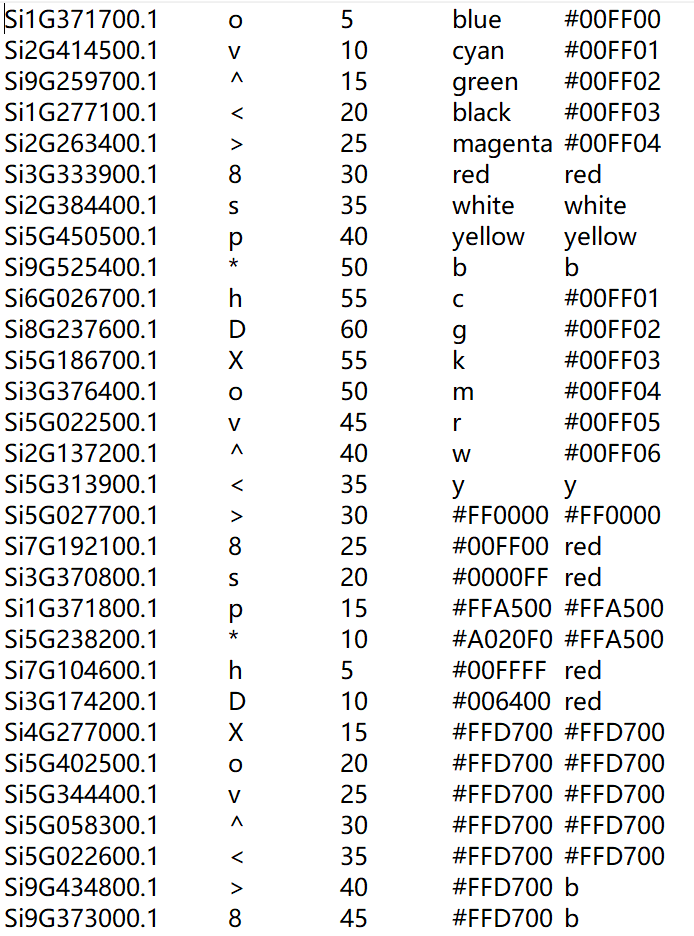 Si1G371700.1 o 5 blue #00FF00
Si2G414500.1 v 10 cyan #00FF01
Si9G259700.1 ^ 15 green #00FF02
Si1G277100.1 < 20 black #00FF03
Si2G263400.1 > 25 magenta #00FF04
Si3G333900.1 8 30 red red
Si2G384400.1 s 35 white white
Si5G450500.1 p 40 yellow yellow
Si9G525400.1 * 50 b b
Si6G026700.1 h 55 c #00FF01
Si8G237600.1 D 60 g #00FF02
Si5G186700.1 X 55 k #00FF03
Si3G376400.1 o 50 m #00FF04
Si5G022500.1 v 45 r #00FF05
Si2G137200.1 ^ 40 w #00FF06
Si5G313900.1 < 35 y y
Si5G027700.1 > 30 #FF0000 #FF0000
Si7G192100.1 8 25 #00FF00 red
Si3G370800.1 s 20 #0000FF red
Si1G371800.1 p 15 #FFA500 #FFA500
Si5G238200.1 * 10 #A020F0 #FFA500
Si7G104600.1 h 5 #00FFFF red
Si3G174200.1 D 10 #006400 red
Si4G277000.1 X 15 #FFD700 #FFD700
Si5G402500.1 o 20 #FFD700 #FFD700
Si5G344400.1 v 25 #FFD700 #FFD700
Si5G058300.1 ^ 30 #FFD700 #FFD700
Si5G022600.1 < 35 #FFD700 #FFD700
Si9G434800.1 > 40 #FFD700 b
Si9G373000.1 8 45 #FFD700 b